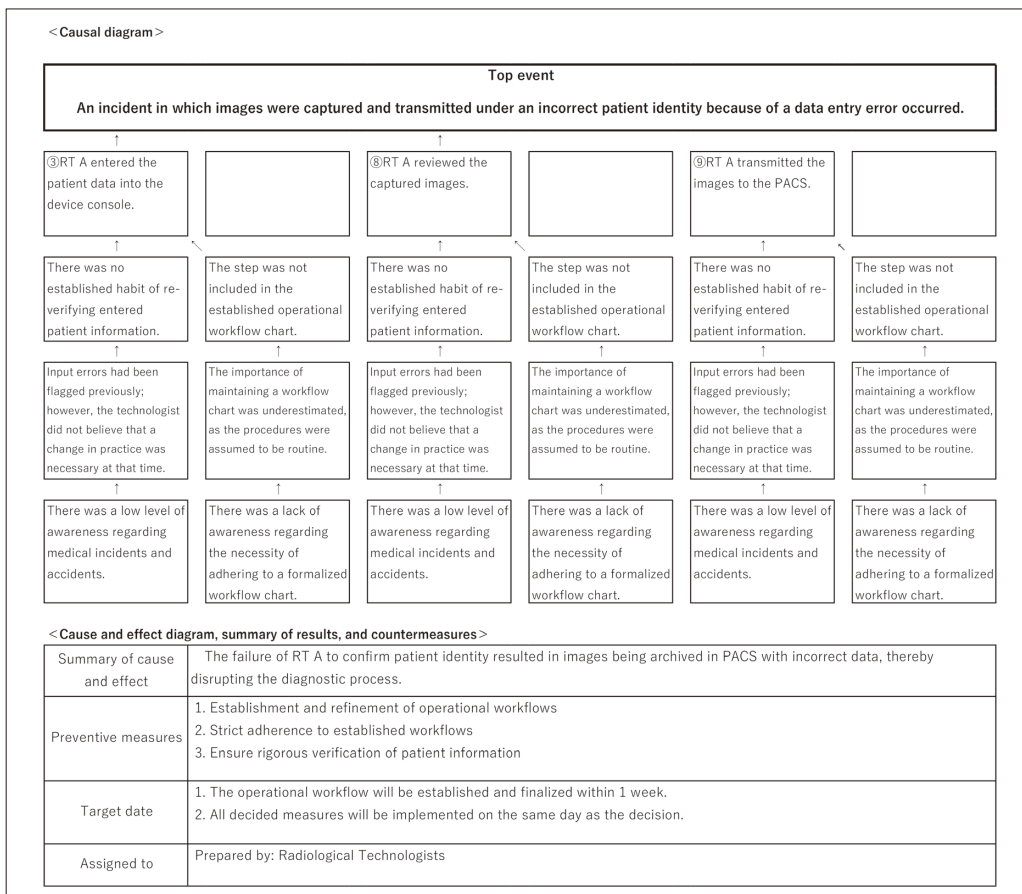 <Causal diagram>
Top event
An incident in which images were captured and transmitted under an incorrect patient identity because of a data entry error occurred.
↑
↑
③RT A entered the
patient data into the
device console.
⑧RT A reviewed the
captured images.
⑨RT A transmitted the
images to the PACS.
↑
↖
↑
↖
↑
↖
There was no
established habit of re-
verifying entered
patient information.
The step was not
included in the
established operational
workflow chart.
There was no
established habit of re-
verifying entered
patient information.
The step was not
included in the
established operational
workflow chart.
There was no
established habit of re-
verifying entered
patient information.
The step was not
included in the
established operational
workflow chart.
↑
↑
↑
↑
↑
↑
Input errors had been
flagged previously;
however, the technologist
did not believe that a
change in practice was
necessary at that time.
The importance of
maintaining a workflow
chart was underestimated,
as the procedures were
assumed to be routine.
Input errors had been
flagged previously;
however, the technologist
did not believe that a
change in practice was
necessary at that time.
The importance of
maintaining a workflow
chart was underestimated,
as the procedures were
assumed to be routine.
Input errors had been
flagged previously;
however, the technologist
did not believe that a
change in practice was
necessary at that time.
The importance of
maintaining a workflow
chart was underestimated,
as the procedures were
assumed to be routine.
↑
↑
↑
↑
↑
↑
There was a low level of
awareness regarding
medical incidents and
accidents.
There was a lack of
awareness regarding
the necessity of
adhering to a formalized
workflow chart.
There was a low level of
awareness regarding
medical incidents and
accidents.
There was a lack of
awareness regarding
the necessity of
adhering to a formalized
workflow chart.
There was a low level of
awareness regarding
medical incidents and
accidents.
There was a lack of
awareness regarding
the necessity of
adhering to a formalized
workflow chart.
<Cause and effect diagram, summary of results, and countermeasures>
Summary of cause
and effect
The failure of RT A to confirm patient identity resulted in images being archived in PACS with incorrect data, thereby
disrupting the diagnostic process.
Preventive measures
1. Establishment and refinement of operational workflows
2. Strict adherence to established workflows
3. Ensure rigorous verification of patient information
Target date
1. The operational workflow will be established and finalized within 1 week.
2. All decided measures will be implemented on the same day as the decision.
Assigned to
Prepared by: Radiological Technologists